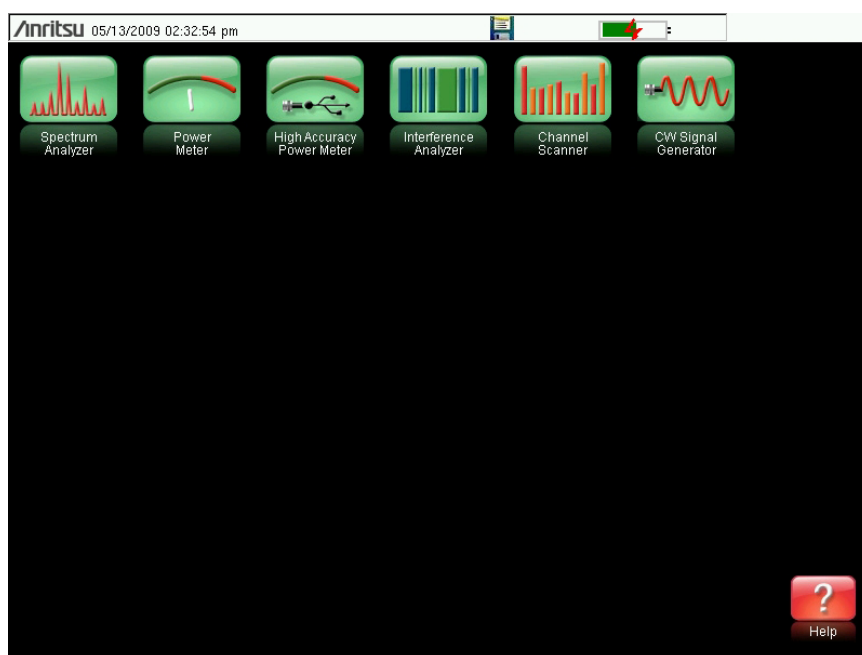 Anritsu 05/13/2009 02:32:54 pm
Spectrum
Analyzer
Power
Meter
High Accuracy
Power Meter
Interference
Analyzer
Channel
Scanner
CW Signal
Generator
?
Help